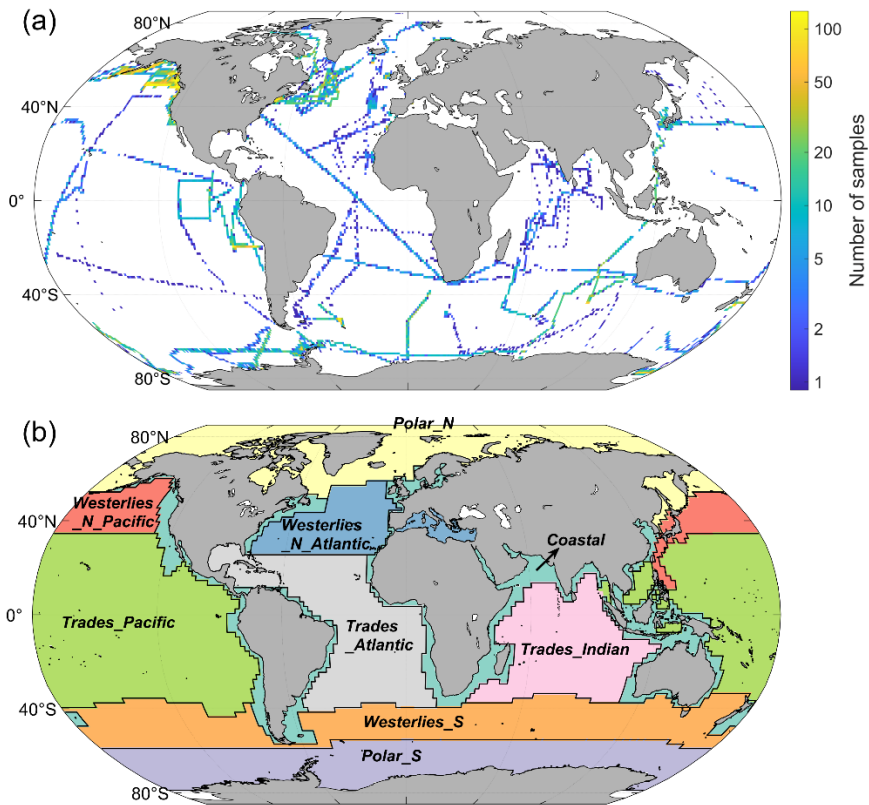 (a)
80°N
40°N
0°
40°S
80°S
100
50
20
10
5
2
1
Number of samples
(b)
Polar_N
80°N
Westerlies
_N_Pacific
40°N
Westerlies
_N_Atlantic
Coastal
0°
Trades_Pacific
Trades
_Atlantic
Trades_Indian
40°S
Westerlies_S
Polar_S
80°S